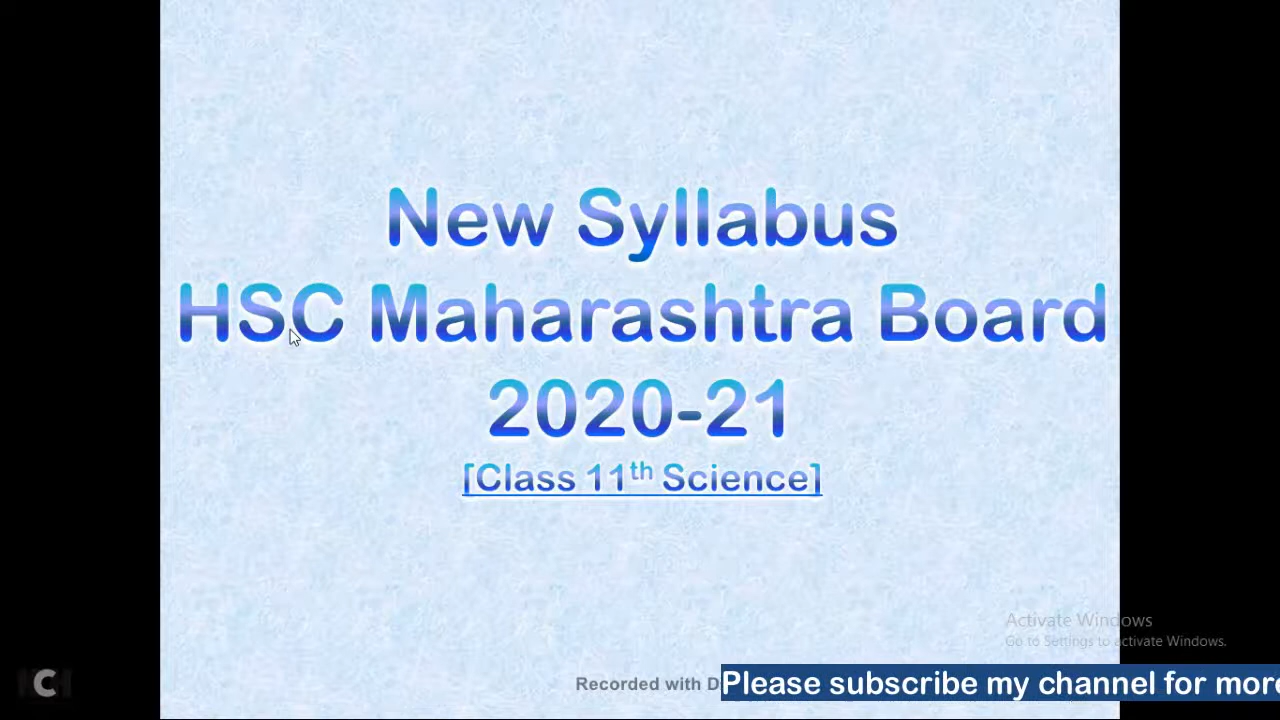 New Syllabus
HSC Maharashtra Board
2020-21
[Class 11th Science]
Activate Windows
Go to Settings to activate Windows.
Recorded with
Please subscribe my channel for more